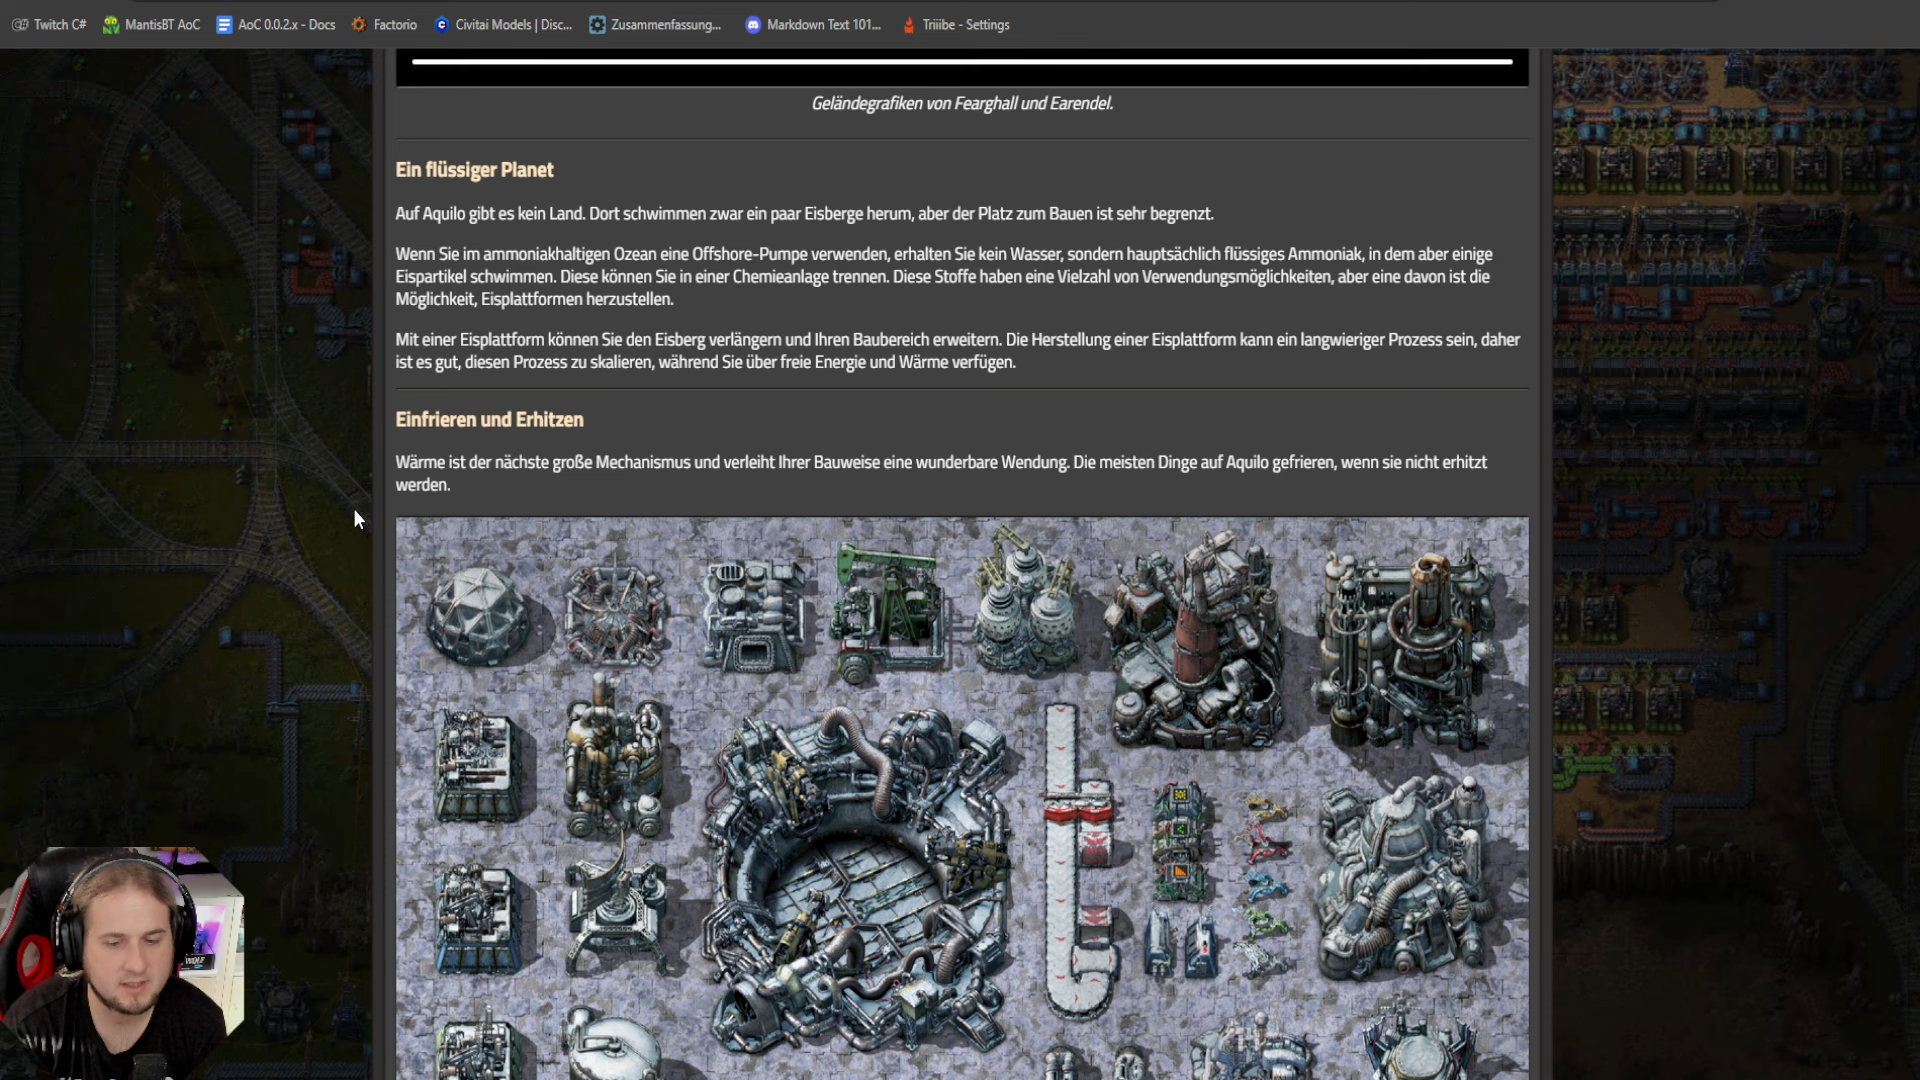 Twitch C# MantisBT AoC AoC 0.0.2.x - Docs Factorio Civitai Models | Disc... Zusammenfassung... Markdown Text 101... Triiibe - Settings
Geländegrafiken von Fearghall und Earendel.
Ein flüssiger Planet
Auf Aquilo gibt es kein Land. Dort schwimmen zwar ein paar Eisberge herum, aber der Platz zum Bauen ist sehr begrenzt.
Wenn Sie im ammoniakhaltigen Ozean eine Offshore-Pumpe verwenden, erhalten Sie kein Wasser, sondern hauptsächlich flüssiges Ammoniak, in dem aber einige
Eispartikel schwimmen. Diese können Sie in einer Chemieanlage trennen. Diese Stoffe haben eine Vielzahl von Verwendungsmöglichkeiten, aber eine davon ist die
Möglichkeit, Eisplattformen herzustellen.
Mit einer Eisplattform können Sie den Eisberg verlängern und Ihren Baubereich erweitern. Die Herstellung einer Eisplattform kann ein langwieriger Prozess sein, daher
ist es gut, diesen Prozess zu skalieren, während Sie über freie Energie und Wärme verfügen.
Einfrieren und Erhitzen
Wärme ist der nächste große Mechanismus und verleiht Ihrer Bauweise eine wunderbare Wendung. Die meisten Dinge auf Aquilo gefrieren, wenn sie nicht erhitzt
werden.